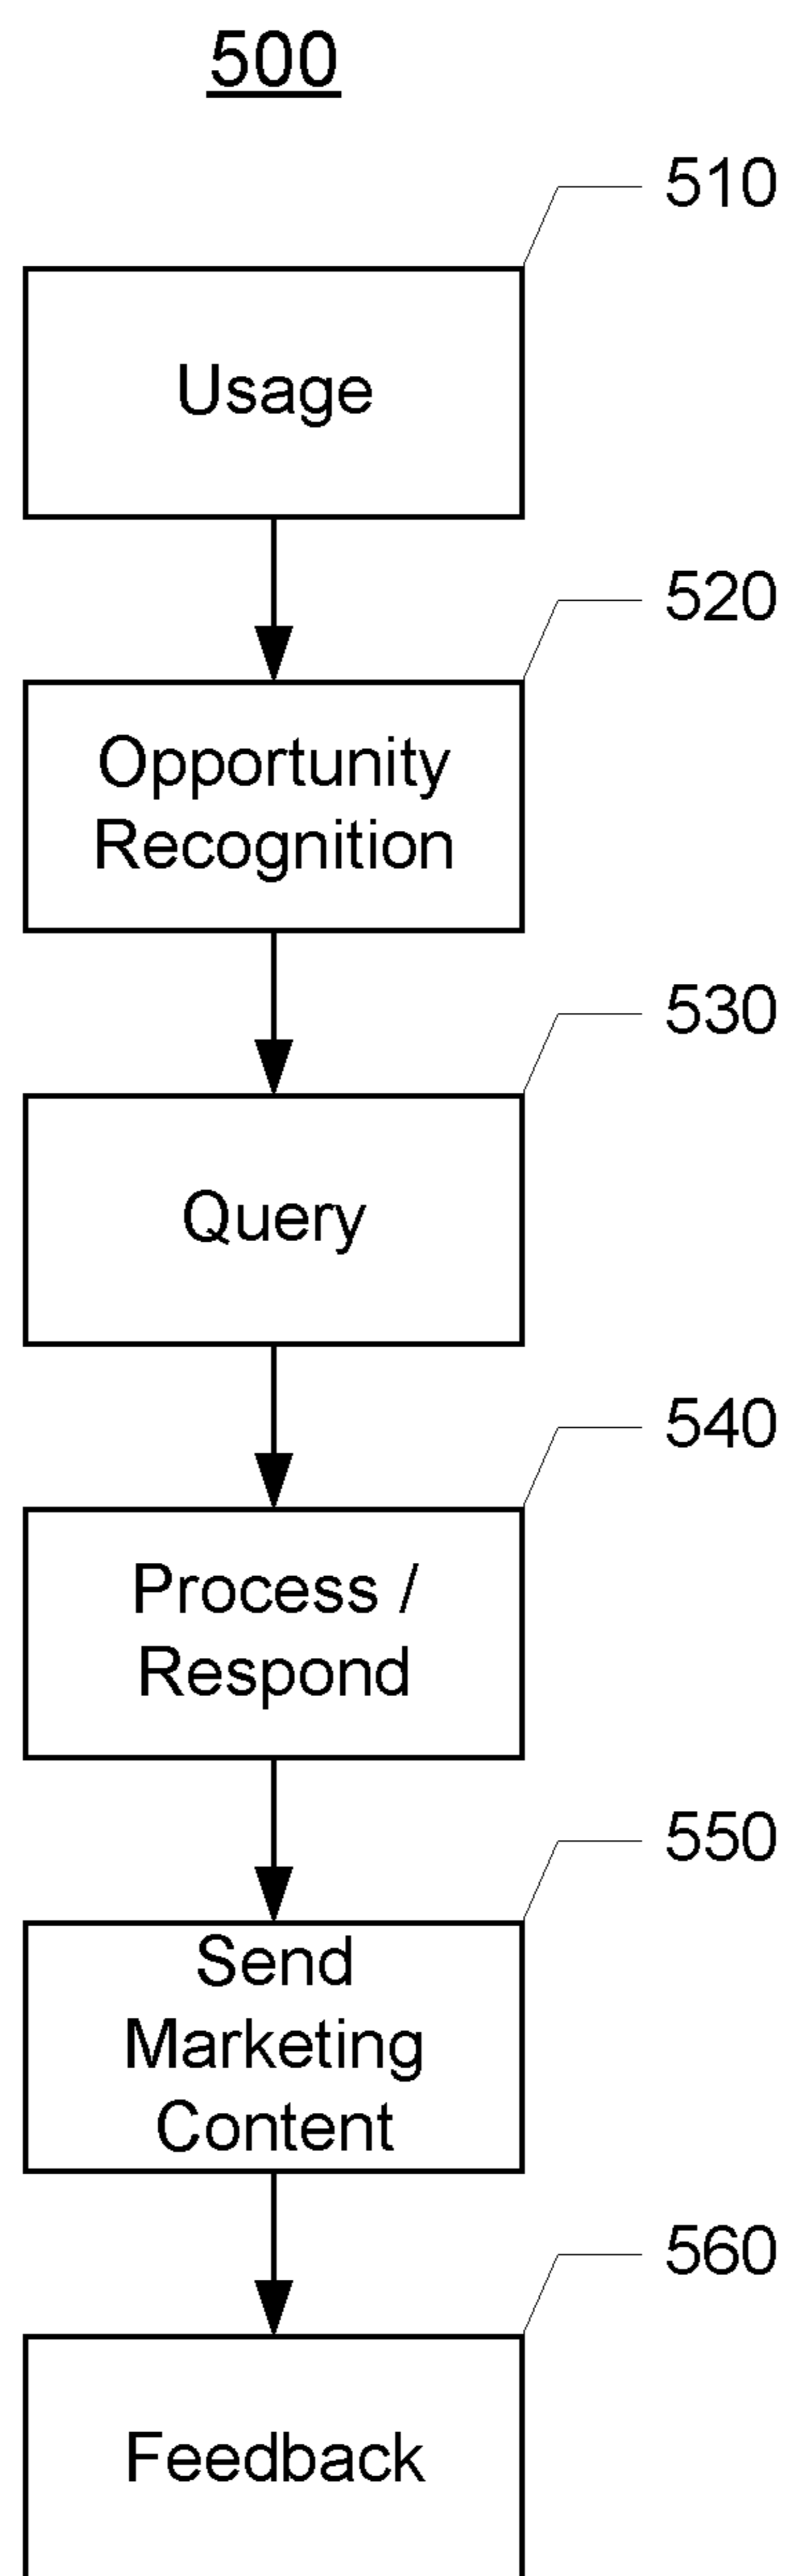 500
510
Usage
520
Opportunity
Recognition
530
Query
540
Process /
Respond
550
Send
Marketing
Content
560
Feedback